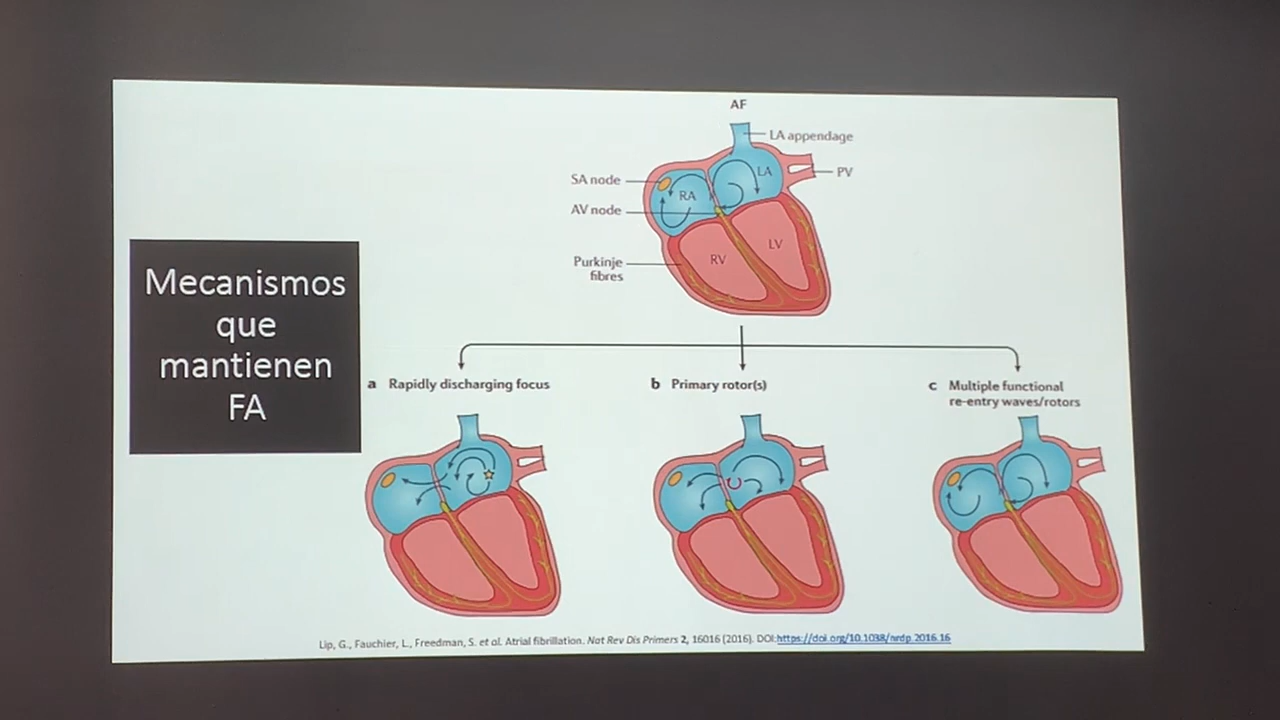 Mecanismos
que
mantienen
FA
AF
LA appendage
LA
PV
SA node
RA
AV node
LV
RV
Purkinje
fibres
a Rapidly discharging focus
b Primary rotor(s)
c Multiple functional
re-entry waves/rotors
Lip, G., Fauchier, L., Freedman, S. et al. Atrial fibrillation. Nat Rev Dis Primers 2, 16016 (2016). DOI:https://doi.org/10.1038/nrdp.2016.16